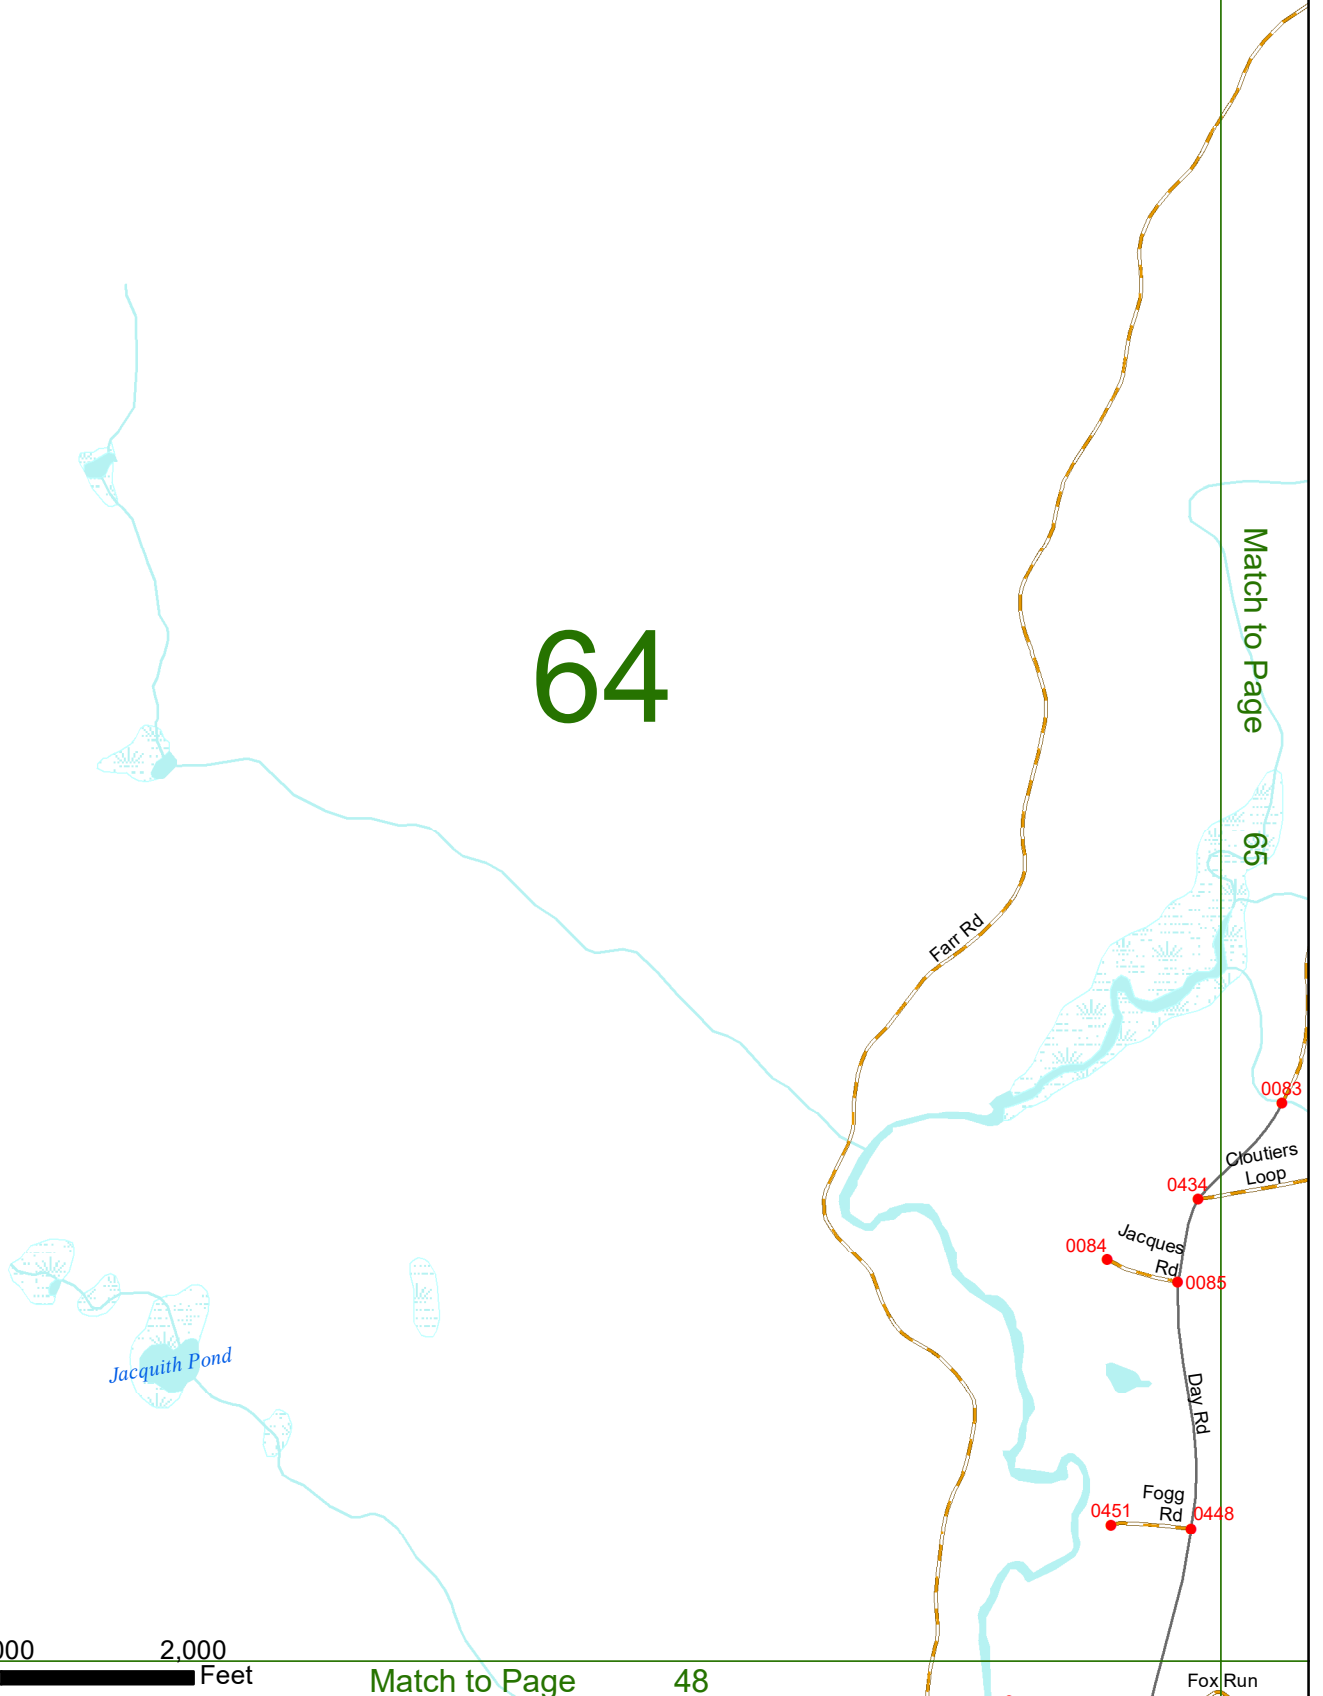 64
Match to Page 65
Farr Rd
0083
Cloutiers
Loop
0434
Jacques
Rd
0084
0085
Jacquith Pond
Day Rd
Fogg
Rd
0451
0448
000
2,000
Feet
Match to Page 48
Fox Run